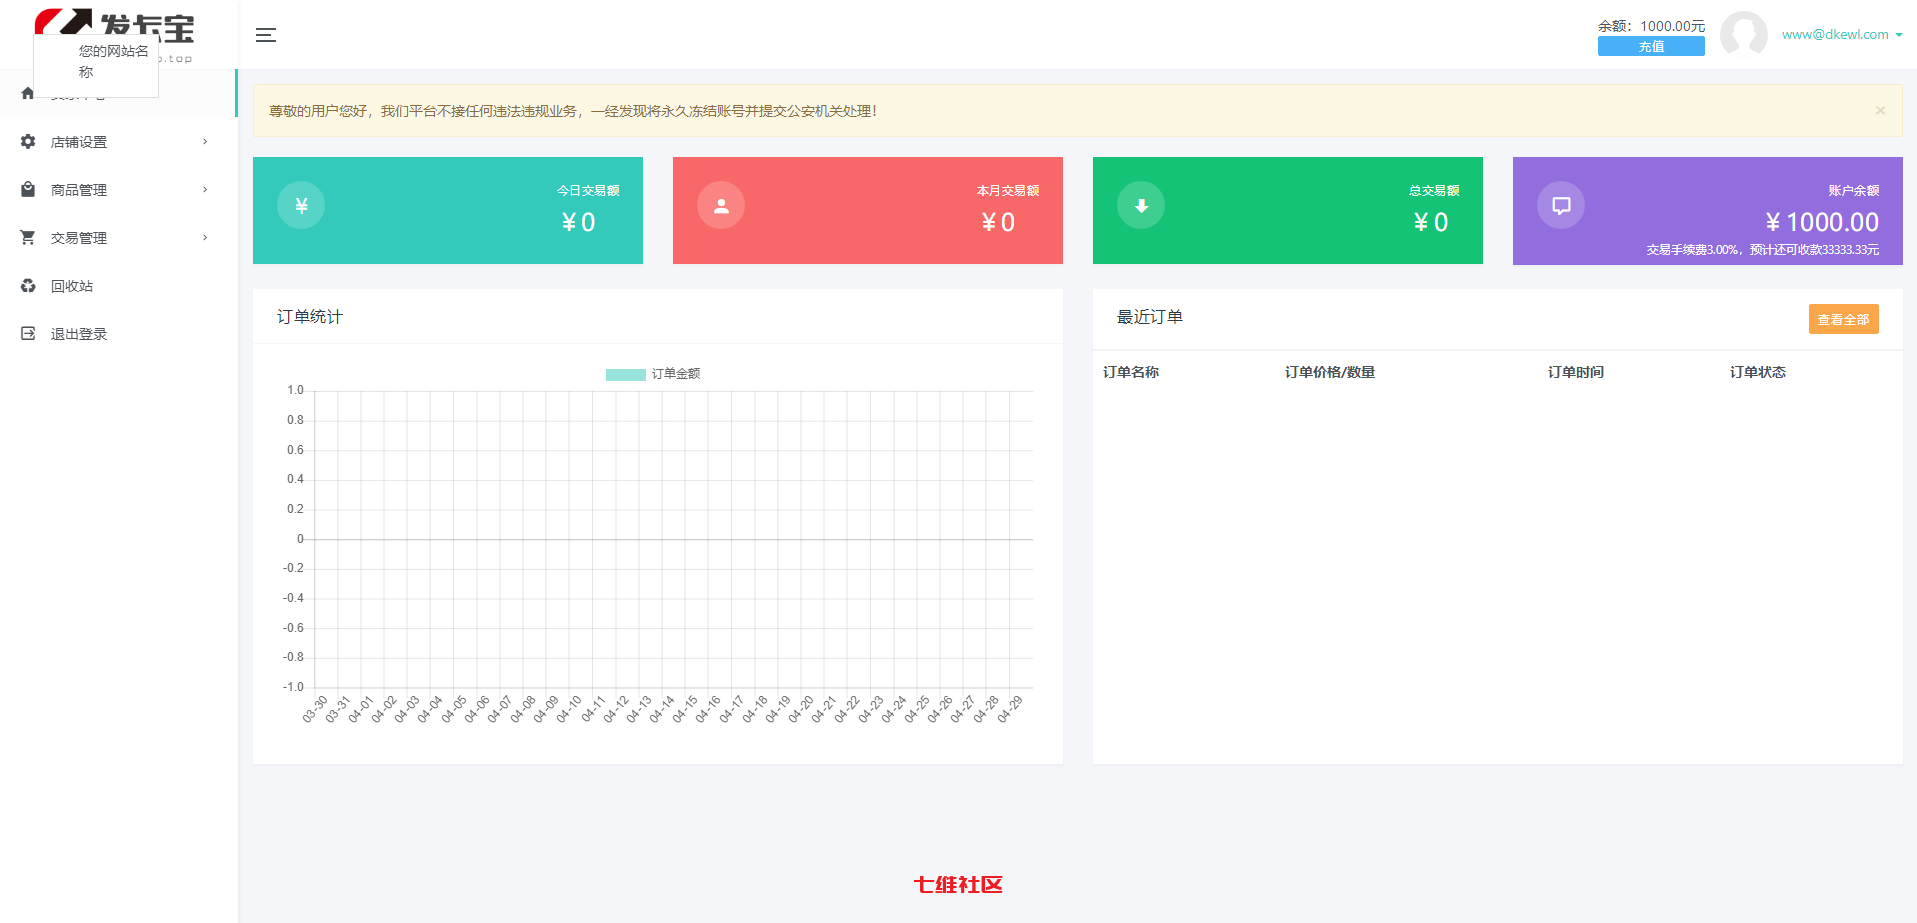 发卡宝
您的网站名
称
.top
余额：1000.00元
充值
www@dkewl.com
尊敬的用户您好，我们平台不接任何违法违规业务，一经发现将永久冻结账号并提交公安机关处理！
×
店铺设置
商品管理
交易管理
回收站
退出登录
¥
今日交易额
¥ 0
本月交易额
¥ 0
总交易额
¥ 0
账户余额
¥ 1000.00
交易手续费3.00%，预计还可收款33333.33元
订单统计
订单金额
1.0
0.8
0.6
0.4
0.2
0
-0.2
-0.4
-0.6
-0.8
-1.0
03-30 03-31 04-01 04-02 04-03 04-04 04-05 04-06 04-07 04-08 04-09 04-10 04-11 04-12 04-13 04-14 04-15 04-16 04-17 04-18 04-19 04-20 04-21 04-22 04-23 04-24 04-25 04-26 04-27 04-28 04-29
最近订单
查看全部
订单名称 订单价格/数量 订单时间 订单状态
七维社区